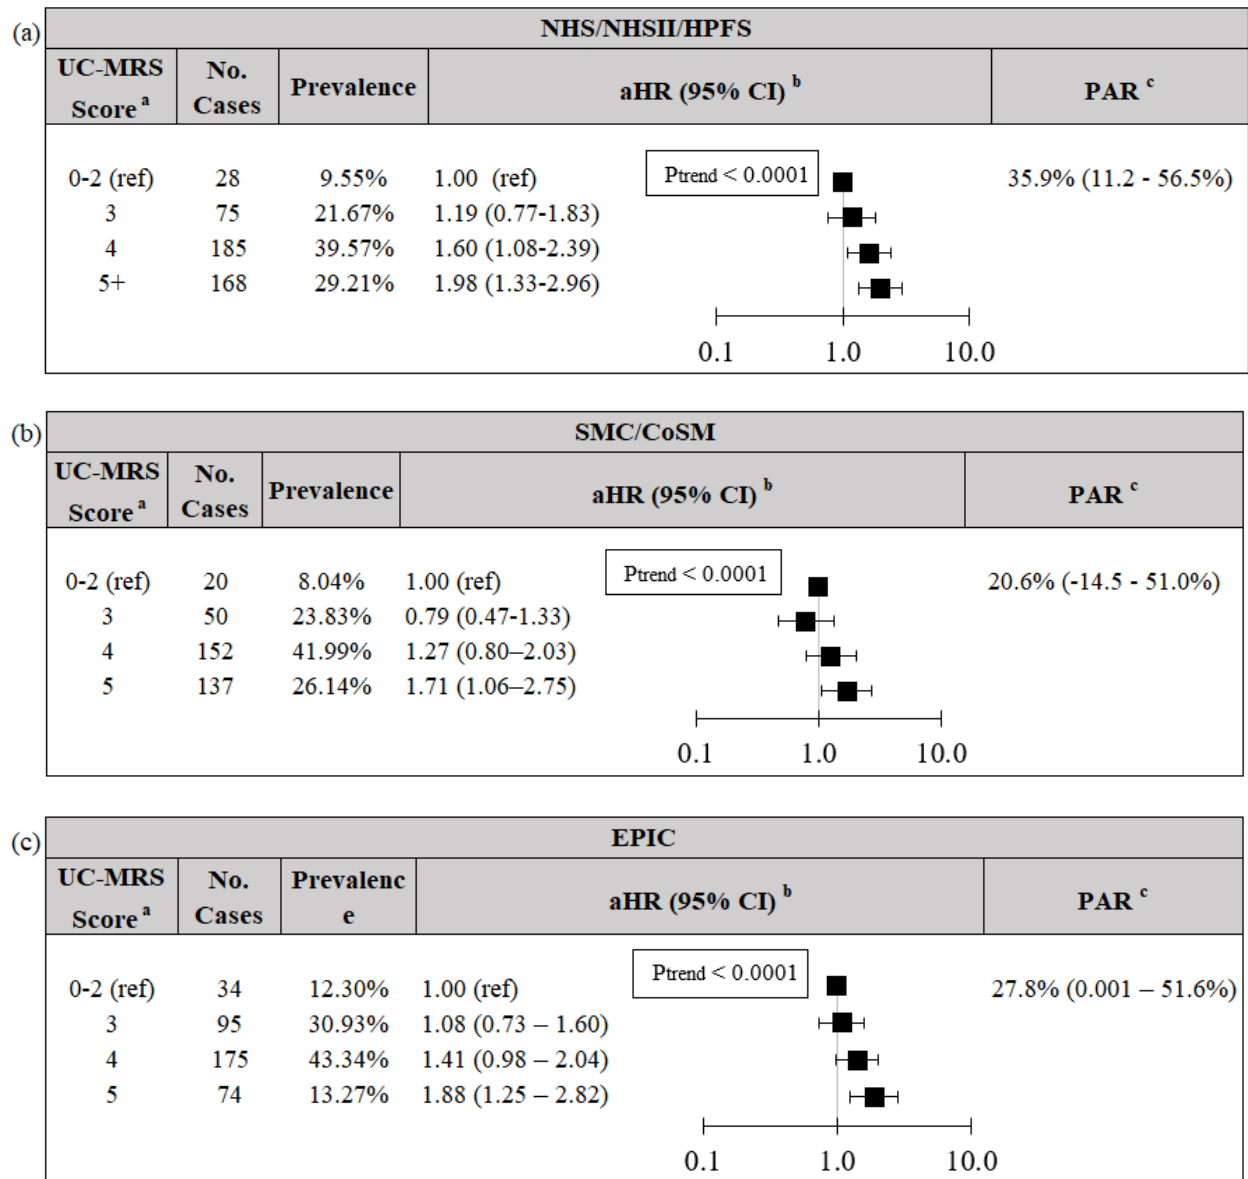 (a)
NHS/NHSII/HPFS
UC-MRS Score a No. Cases Prevalence aHR (95% CI) b PAR c
0-2 (ref) 28 9.55% 1.00 (ref) Ptrend < 0.0001 35.9% (11.2 - 56.5%)
3 75 21.67% 1.19 (0.77-1.83)
4 185 39.57% 1.60 (1.08-2.39)
5+ 168 29.21% 1.98 (1.33-2.96)
0.1 1.0 10.0
(b)
SMC/CoSM
UC-MRS Score a No. Cases Prevalence aHR (95% CI) b PAR c
0-2 (ref) 20 8.04% 1.00 (ref) Ptrend < 0.0001 20.6% (-14.5 - 51.0%)
3 50 23.83% 0.79 (0.47-1.33)
4 152 41.99% 1.27 (0.80–2.03)
5 137 26.14% 1.71 (1.06–2.75)
0.1 1.0 10.0
(c)
EPIC
UC-MRS Score a No. Cases Prevalenc e aHR (95% CI) b PAR c
0-2 (ref) 34 12.30% 1.00 (ref) Ptrend < 0.0001 27.8% (0.001 – 51.6%)
3 95 30.93% 1.08 (0.73 – 1.60)
4 175 43.34% 1.41 (0.98 – 2.04)
5 74 13.27% 1.88 (1.25 – 2.82)
0.1 1.0 10.0